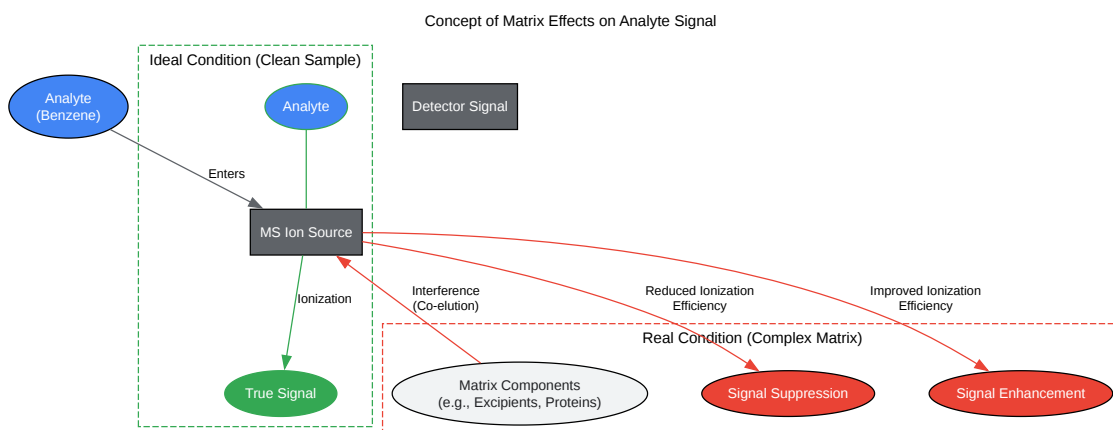 Concept of Matrix Effects on Analyte Signal
Ideal Condition (Clean Sample)
Analyte
(Benzene)
Analyte
Detector Signal
Enters
MS Ion Source
Ionization
Interference
(Co-elution)
Reduced Ionization
Efficiency
Improved Ionization
Efficiency
Real Condition (Complex Matrix)
True Signal
Matrix Components
(e.g., Excipients, Proteins)
Signal Suppression
Signal Enhancement